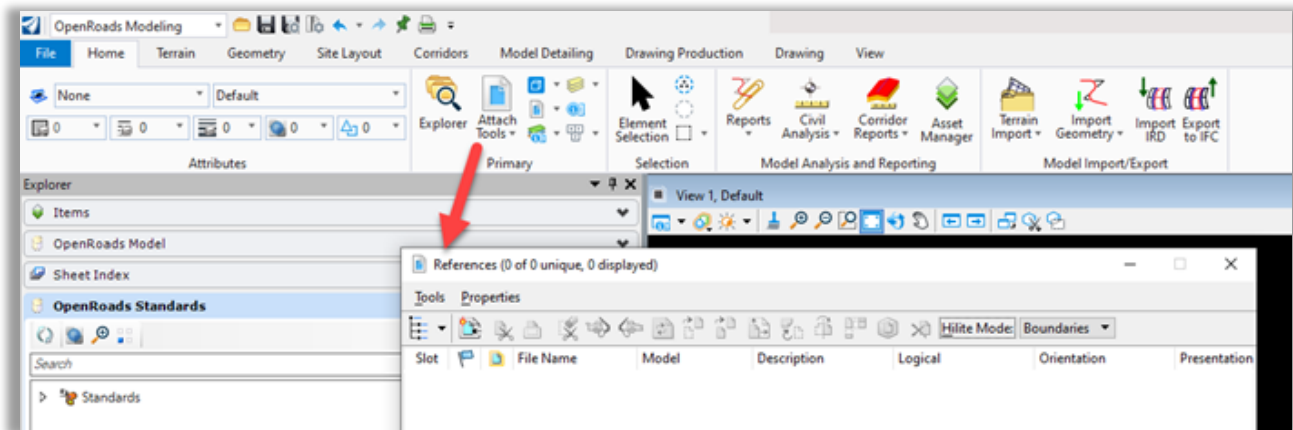 OpenRoads Modeling
File Home Terrain Geometry Site Layout Corridors Model Detailing Drawing Production Drawing View
None Default
0 0 0 0 0
Explorer Attach Tools Element Selection Reports Civil Analysis Corridor Reports Asset Manager Terrain Import Import Geometry Import IRD Export to IFC
Attributes Primary Selection Model Analysis and Reporting Model Import/Export
Explorer
View 1, Default
Items
OpenRoads Model
Sheet Index
OpenRoads Standards
Search
Standards
References (0 of 0 unique, 0 displayed)
Tools Properties
Hilite Mode: Boundaries
Slot File Name Model Description Logical Orientation Presentation